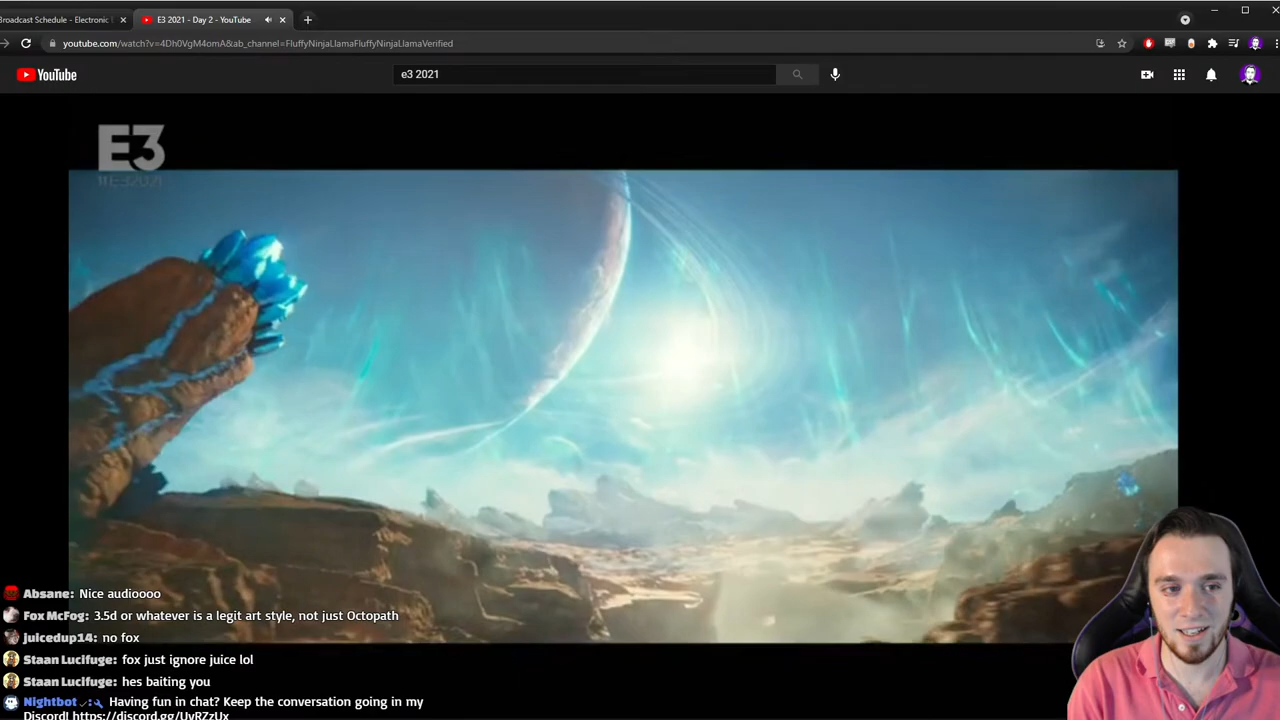 Broadcast Schedule - Electronic E
E3 2021 - Day 2 - YouTube
youtube.com/watch?v=4Dh0VgM4omA&ab_channel=FluffyNinjaLlamaFluffyNinjaLlamaVerified
YouTube
e3 2021
E3
Absane: Nice audioooo
Fox McFog: 3.5d or whatever is a legit art style, not just Octopath
juicedup14: no fox
Staan Lucifuge: fox just ignore juice lol
Staan Lucifuge: hes baiting you
Nightbot: Having fun in chat? Keep the conversation going in my
Discord! https://discord.gg/UyRZzUx